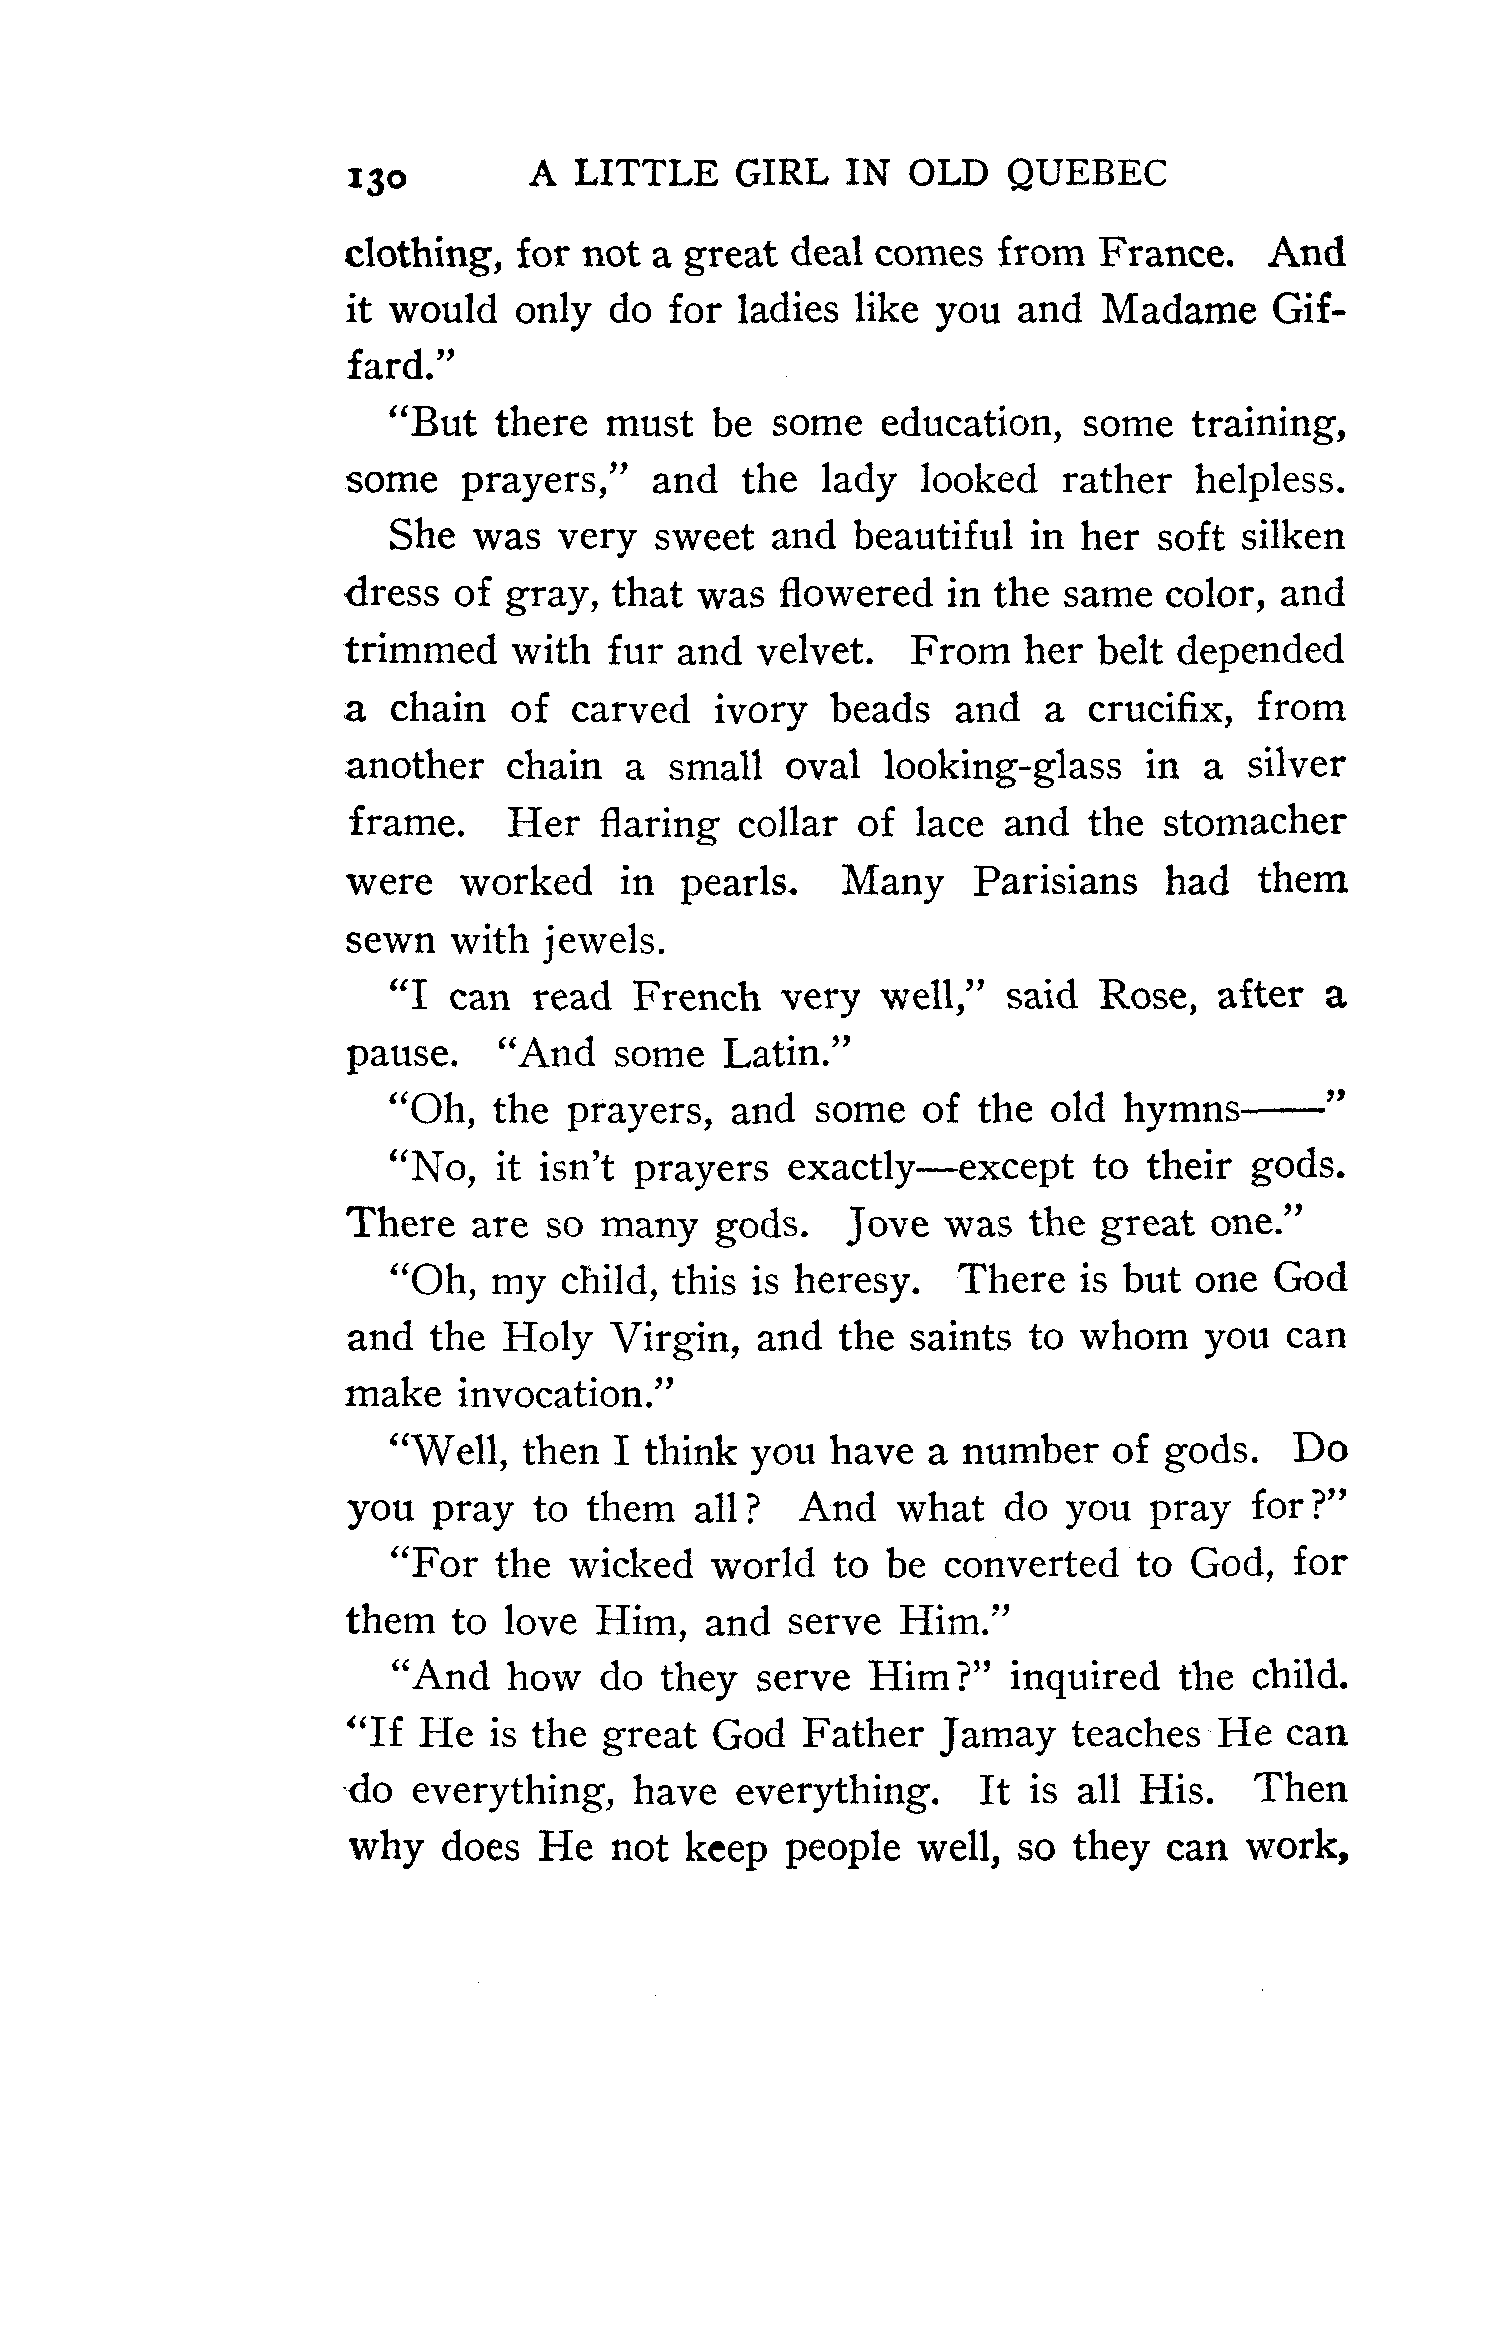 130 A LITTLE GIRL IN OLD QUEBEC
clothing, for not a great deal comes from France. And
it would only do for ladies like you and Madame Gif-
fard.”
“But there must be some education, some training,
some prayers,” and the lady looked rather helpless.
She was very sweet and beautiful in her soft silken
dress of gray, that was flowered in the same color, and
trimmed with fur and velvet. From her belt depended
a chain of carved ivory beads and a crucifix, from
another chain a small oval looking-glass in a silver
frame. Her flaring collar of lace and the stomacher
were worked in pearls. Many Parisians had them
sewn with jewels.
“I can read French very well,” said Rose, after a
pause. “And some Latin.”
“Oh, the prayers, and some of the old hymns——”
“No, it isn’t prayers exactly—except to their gods.
There are so many gods. Jove was the great one.”
“Oh, my child, this is heresy. There is but one God
and the Holy Virgin, and the saints to whom you can
make invocation.”
“Well, then I think you have a number of gods. Do
you pray to them all? And what do you pray for?”
“For the wicked world to be converted to God, for
them to love Him, and serve Him.”
“And how do they serve Him?” inquired the child.
“If He is the great God Father Jamay teaches He can
do everything, have everything. It is all His. Then
why does He not keep people well, so they can work,